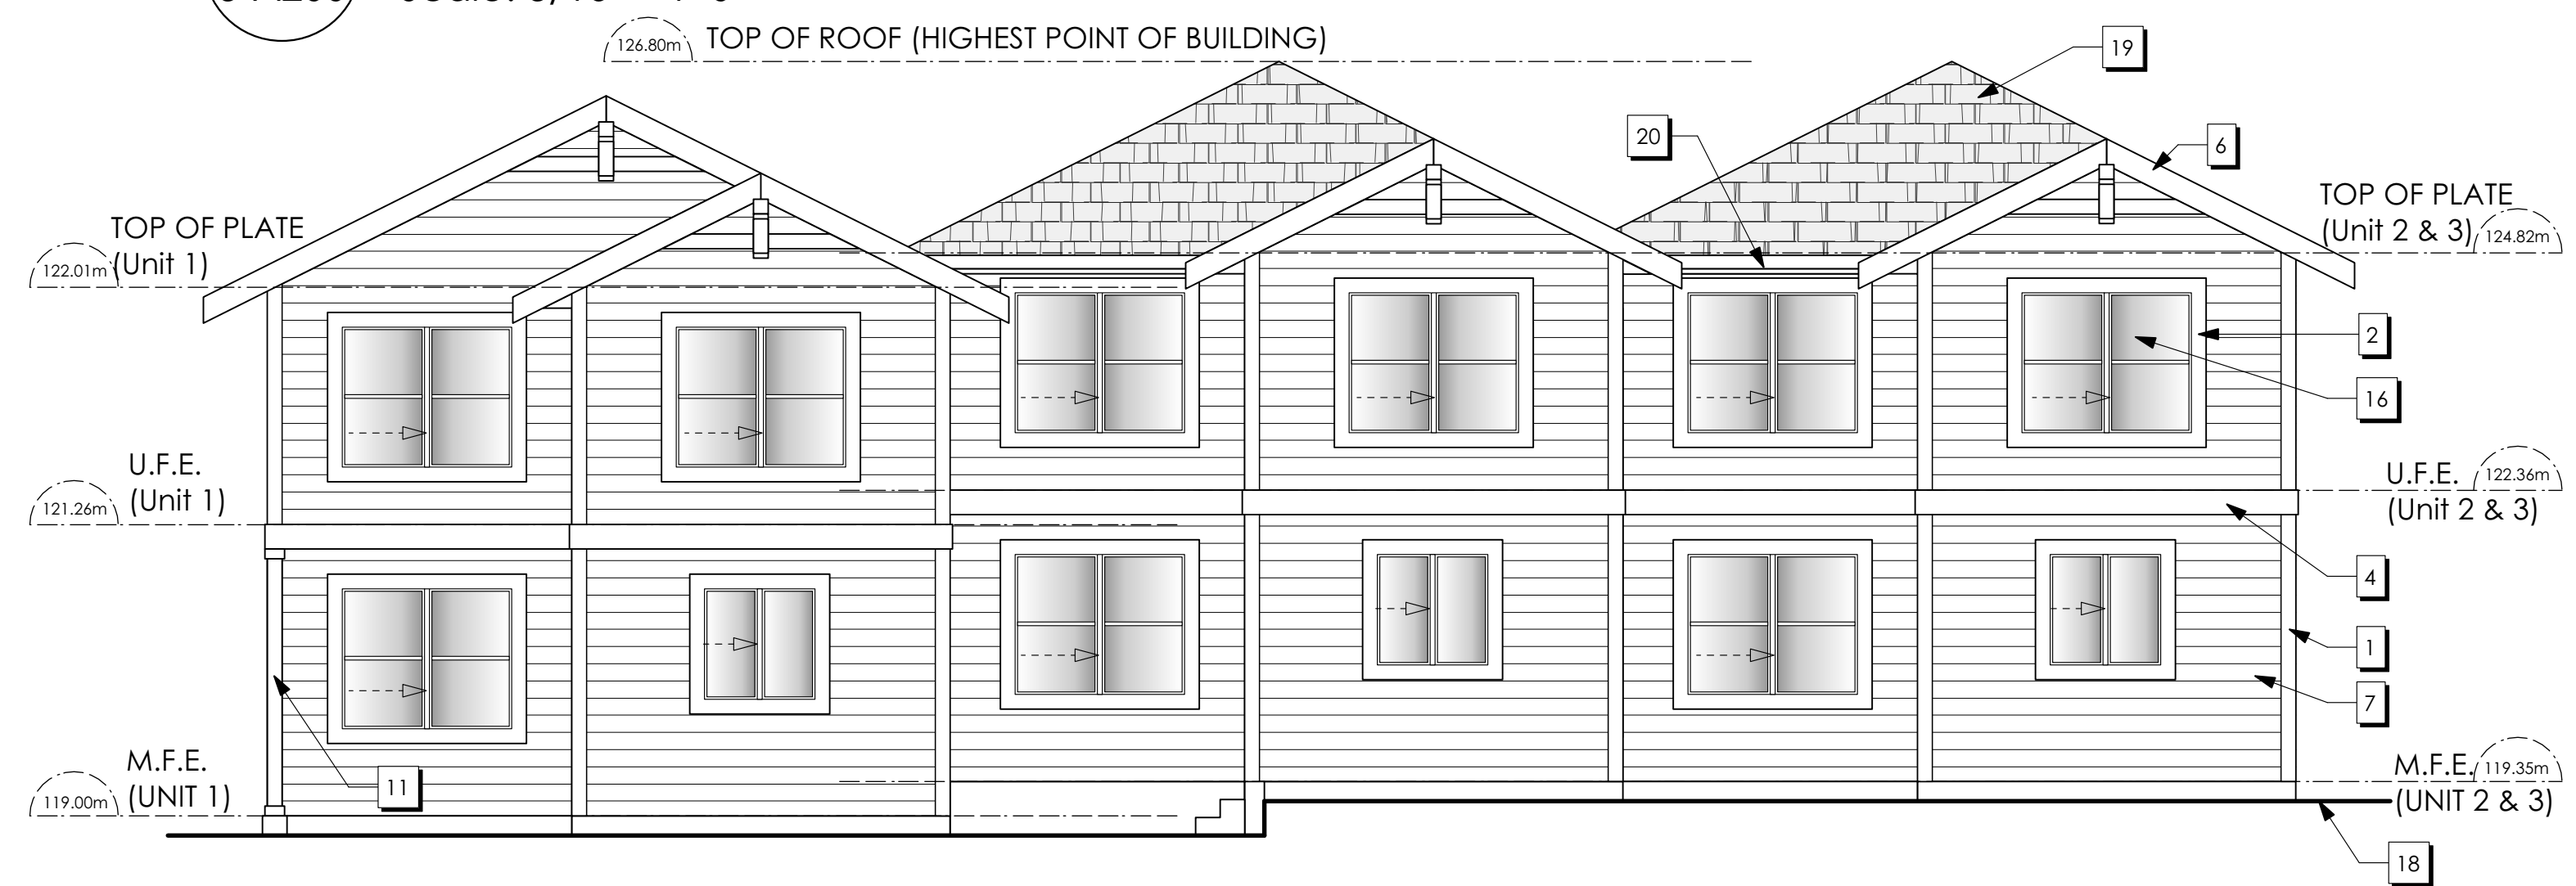 126.80m TOP OF ROOF (HIGHEST POINT OF BUILDING)
19
20
6
TOP OF PLATE
(Unit 1)
122.01m
TOP OF PLATE
(Unit 2 & 3)
124.82m
2
16
U.F.E.
(Unit 1)
121.26m
U.F.E.
(Unit 2 & 3)
122.36m
4
1
7
M.F.E.
(UNIT 1)
119.00m
11
M.F.E.
(UNIT 2 & 3)
119.35m
18